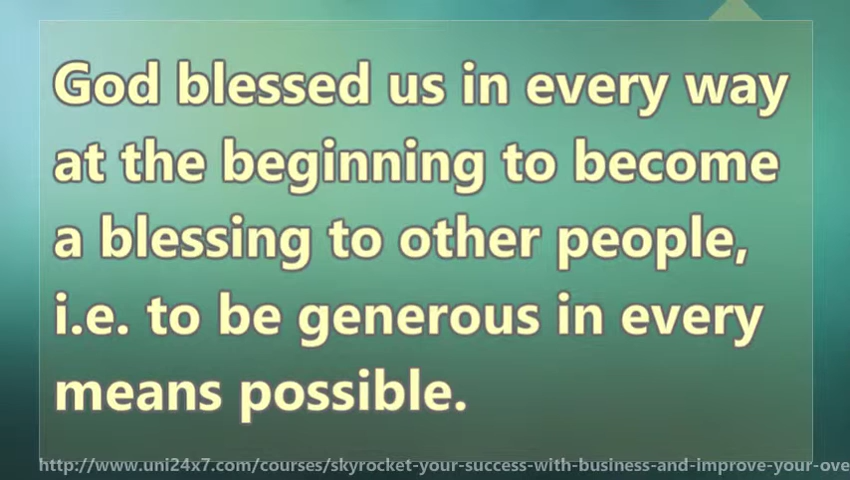 God blessed us in every way
at the beginning to become
a blessing to other people,
i.e. to be generous in every
means possible.
http://www.uni24x7.com/courses/skyrocket-your-success-with-business-and-improve-your-ove